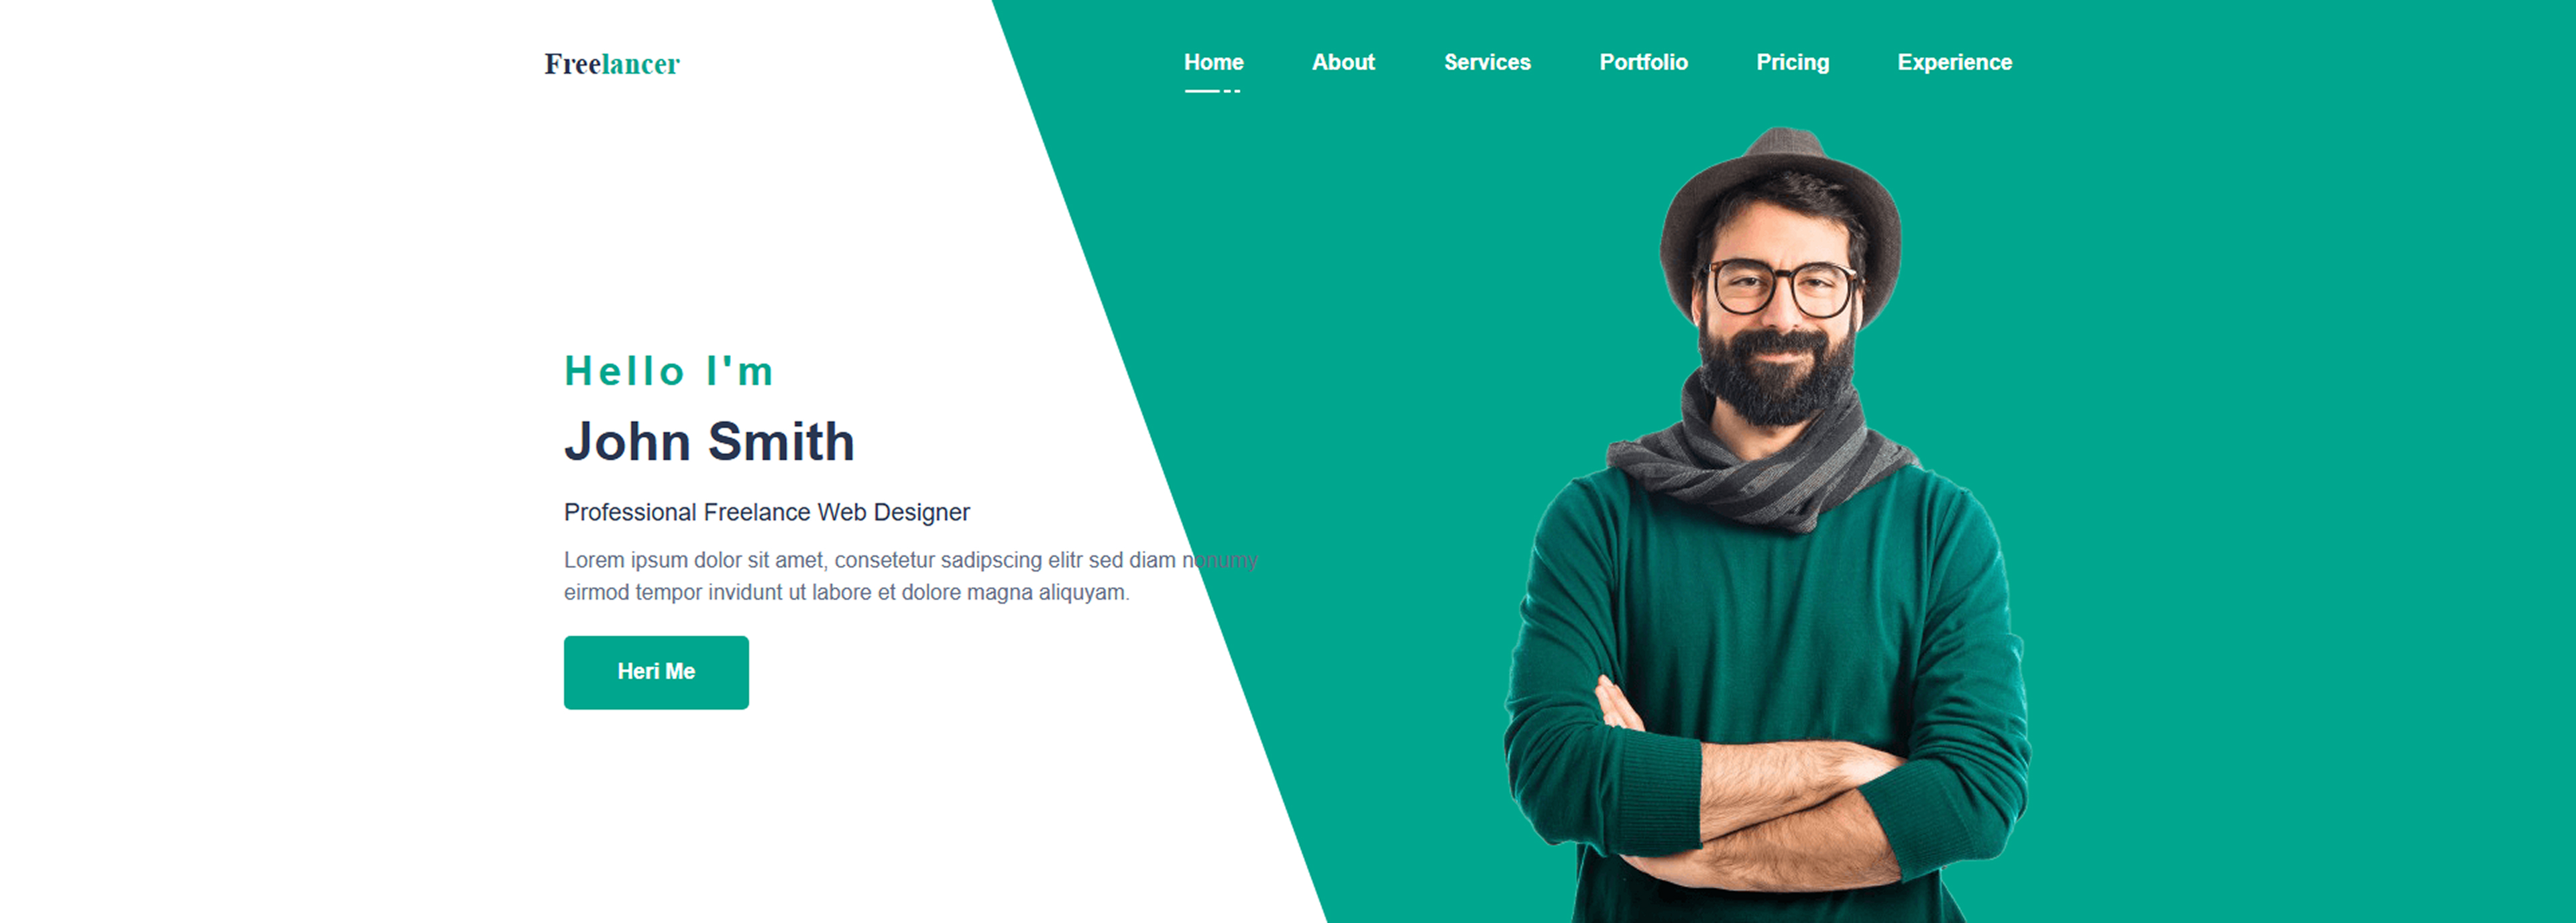 Freelancer
Home About Services Portfolio Pricing Experience
Hello I'm
John Smith
Professional Freelance Web Designer
Lorem ipsum dolor sit amet, consetetur sadipscing elitr sed diam nonumy
eirmod tempor invidunt ut labore et dolore magna aliquyam.
Heri Me